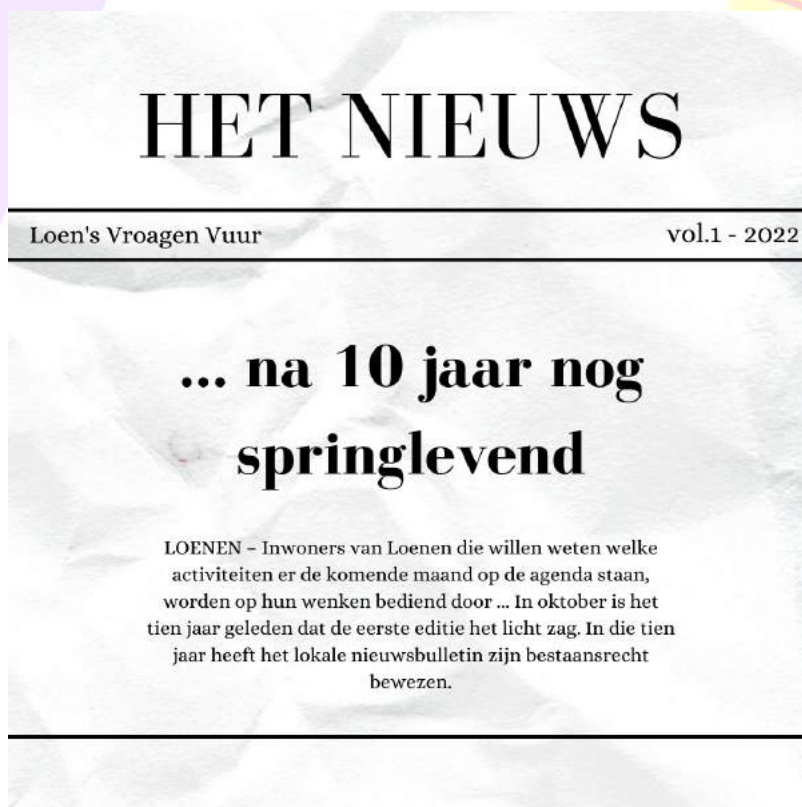 HET NIEUWS
Loen's Vroagen Vuur
vol.1 - 2022
... na 10 jaar nog
springlevend
LOENEN – Inwoners van Loenen die willen weten welke
activiteiten er de komende maand op de agenda staan,
worden op hun wenken bediend door ... In oktober is het
tien jaar geleden dat de eerste editie het licht zag. In die tien
jaar heeft het lokale nieuwsbulletin zijn bestaansrecht
bewezen.